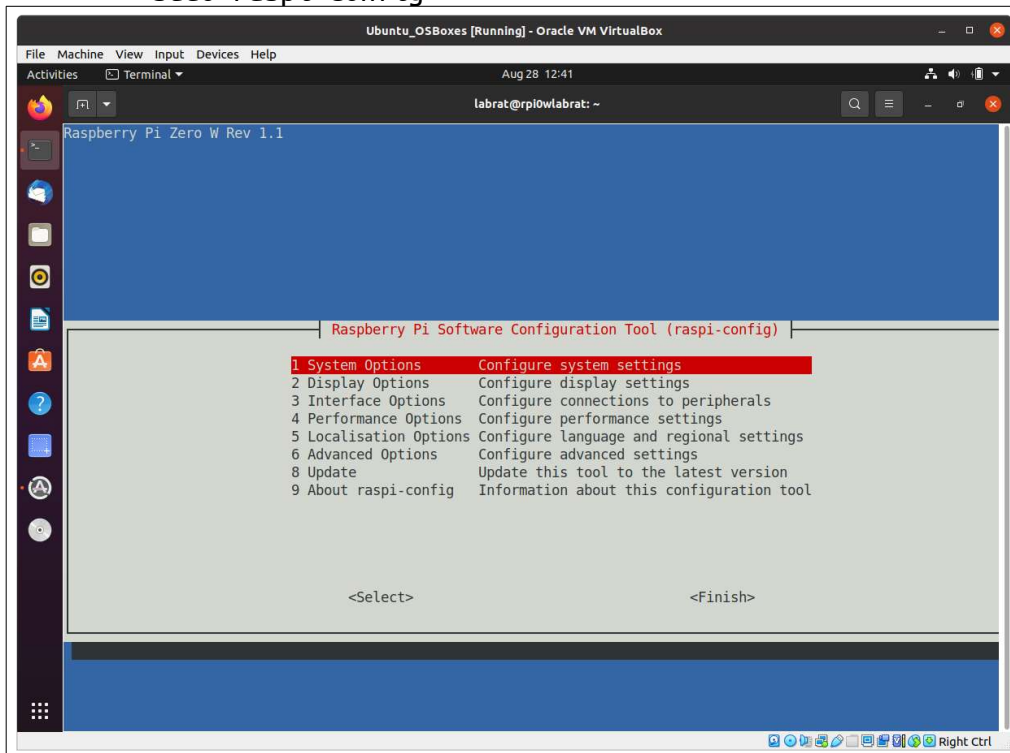 Ubuntu_OSBoxes [Running] - Oracle VM VirtualBox
File Machine View Input Devices Help
Activities Terminal Aug 28 12:41
labrat@rpi0wlabrat: ~
Raspberry Pi Zero W Rev 1.1
Raspberry Pi Software Configuration Tool (raspi-config)
1 System Options Configure system settings
2 Display Options Configure display settings
3 Interface Options Configure connections to peripherals
4 Performance Options Configure performance settings
5 Localisation Options Configure language and regional settings
6 Advanced Options Configure advanced settings
8 Update Update this tool to the latest version
9 About raspi-config Information about this configuration tool
<Select> <Finish>
Right Ctrl